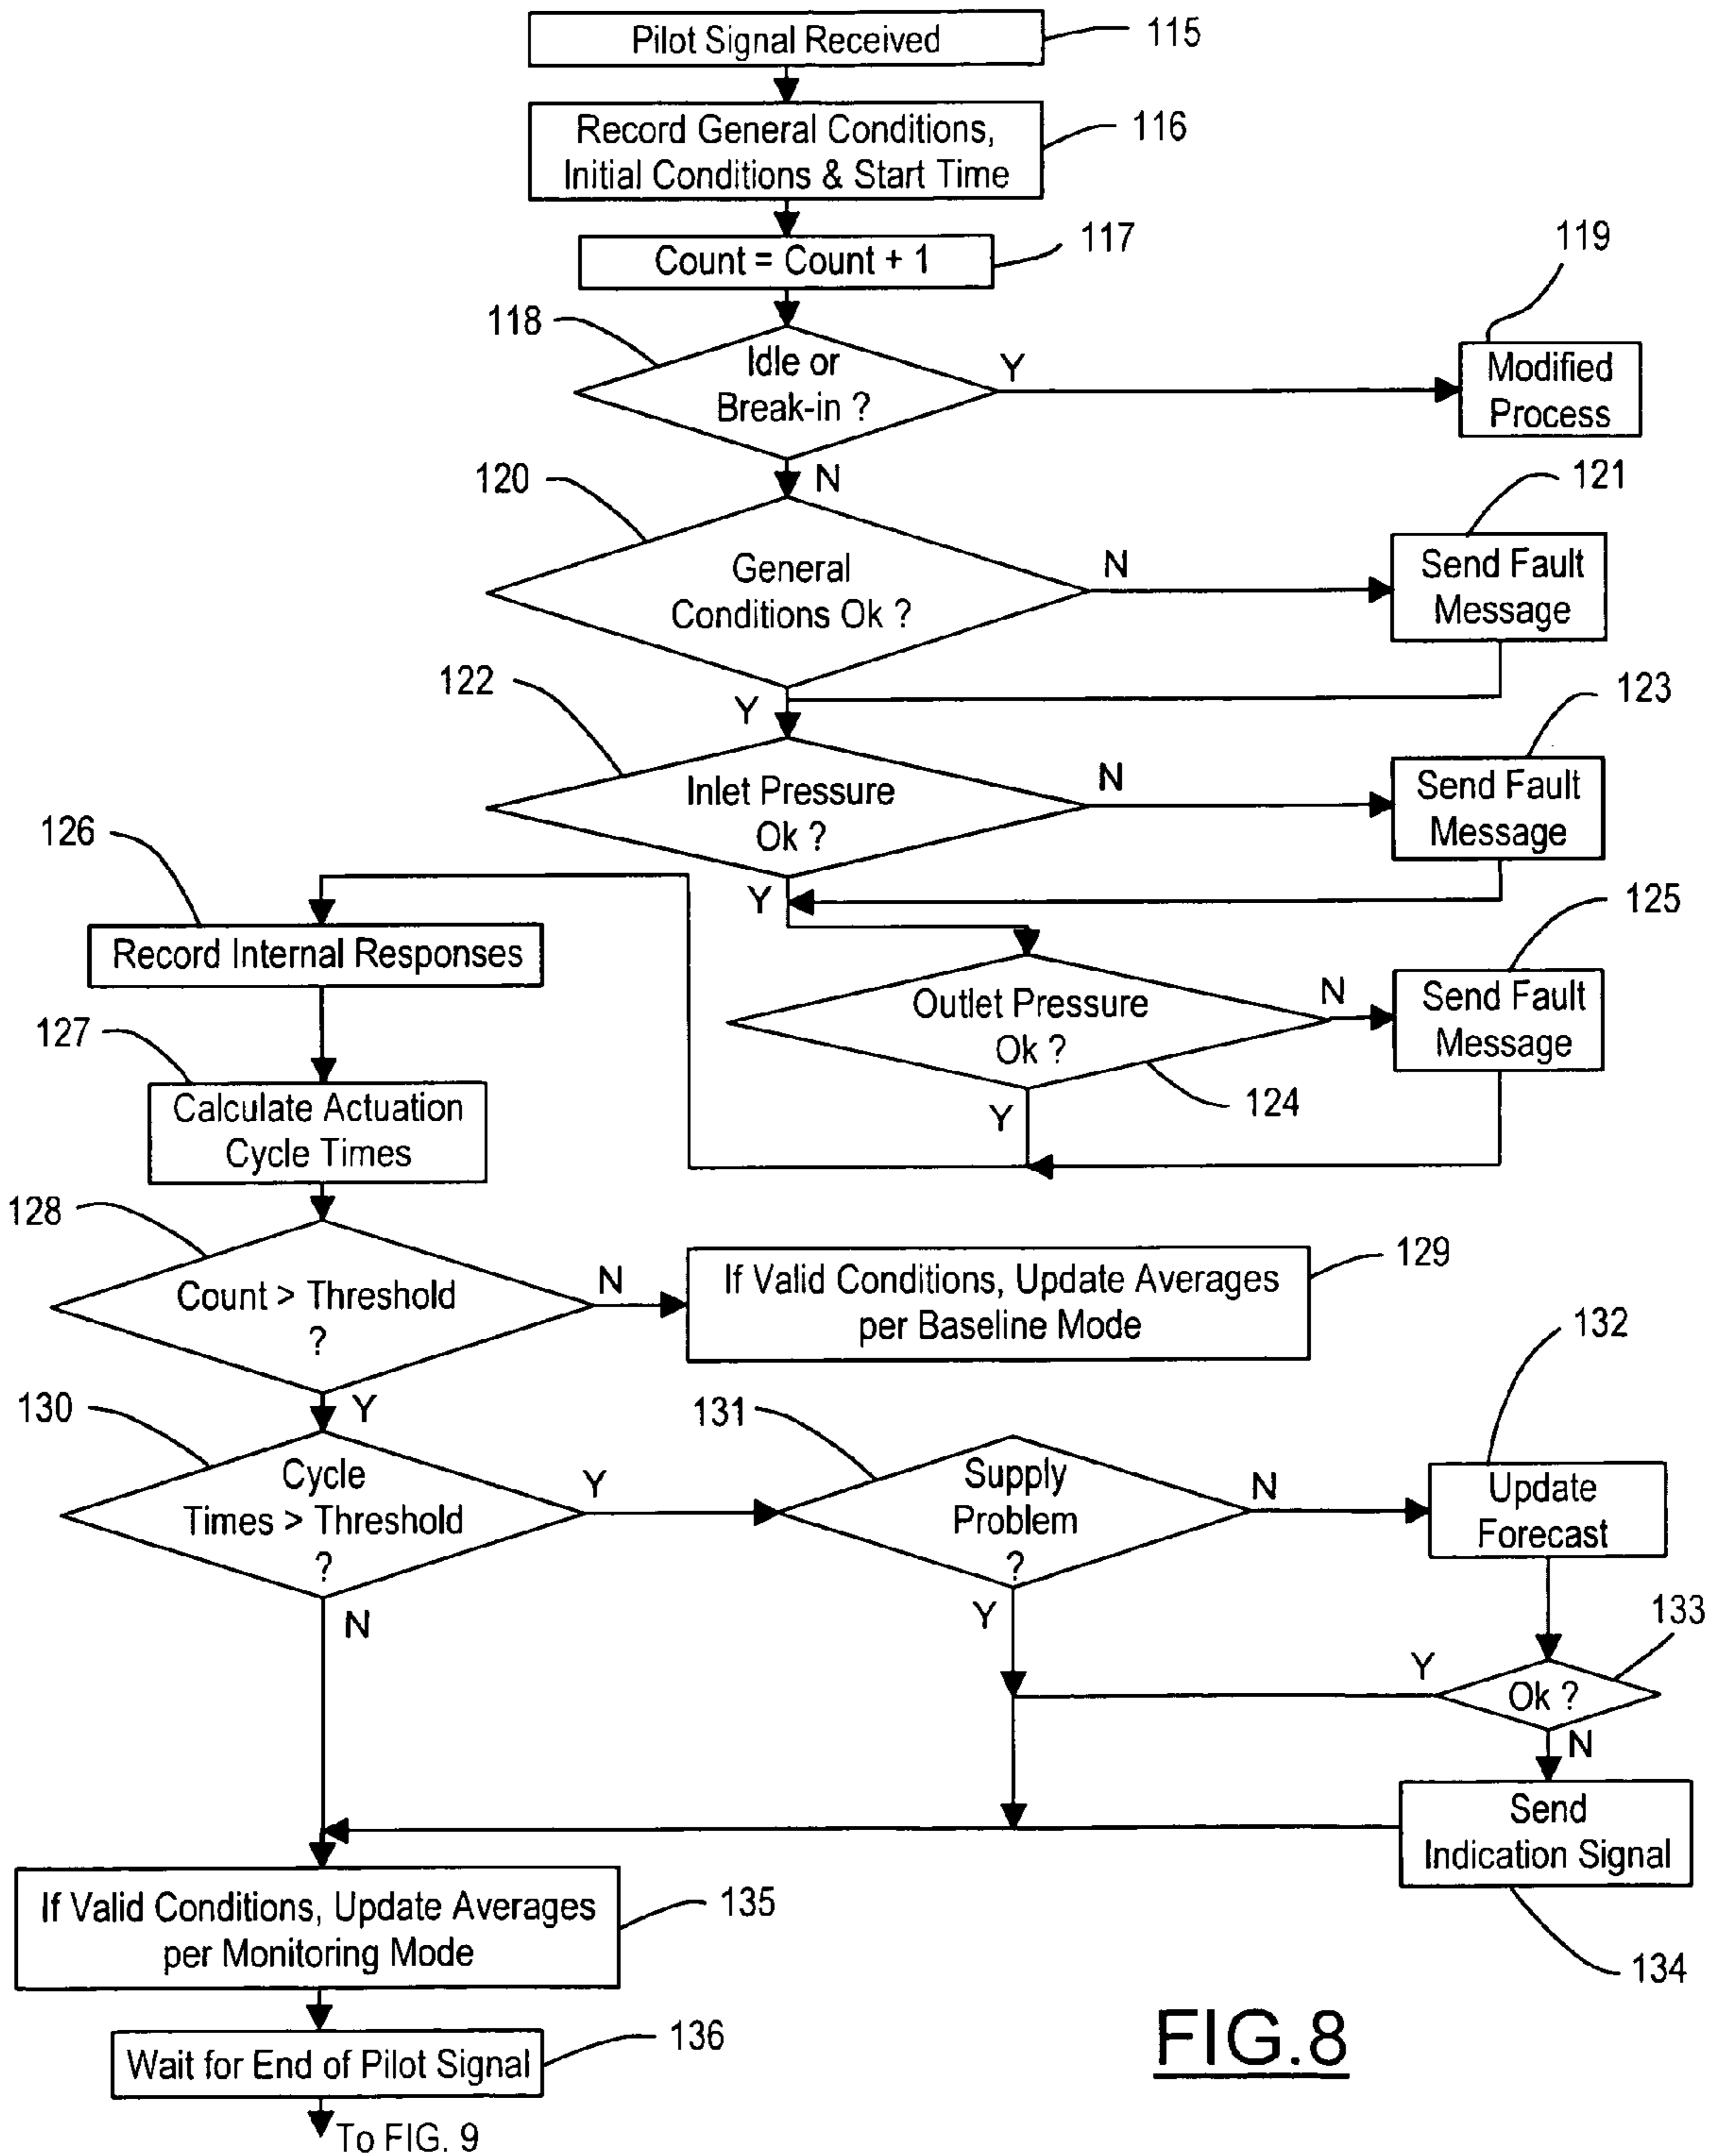 Pilot Signal Received
115
Record General Conditions,
Initial Conditions & Start Time
116
Count = Count + 1
117
118
Idle or
Break-in ?
Y
119
Modified
Process
N
120
General
Conditions Ok ?
N
121
Send Fault
Message
Y
122
Inlet Pressure
Ok ?
N
123
Send Fault
Message
Y
124
Outlet Pressure
Ok ?
N
125
Send Fault
Message
Y
126
Record Internal Responses
127
Calculate Actuation
Cycle Times
128
Count > Threshold
?
N
129
If Valid Conditions, Update Averages
per Baseline Mode
Y
130
Cycle
Times > Threshold
?
Y
131
Supply
Problem
?
N
132
Update
Forecast
Y
133
Ok ?
Y
N
Send
Indication Signal
134
N
If Valid Conditions, Update Averages
per Monitoring Mode
135
Wait for End of Pilot Signal
136
To FIG. 9
FIG.8